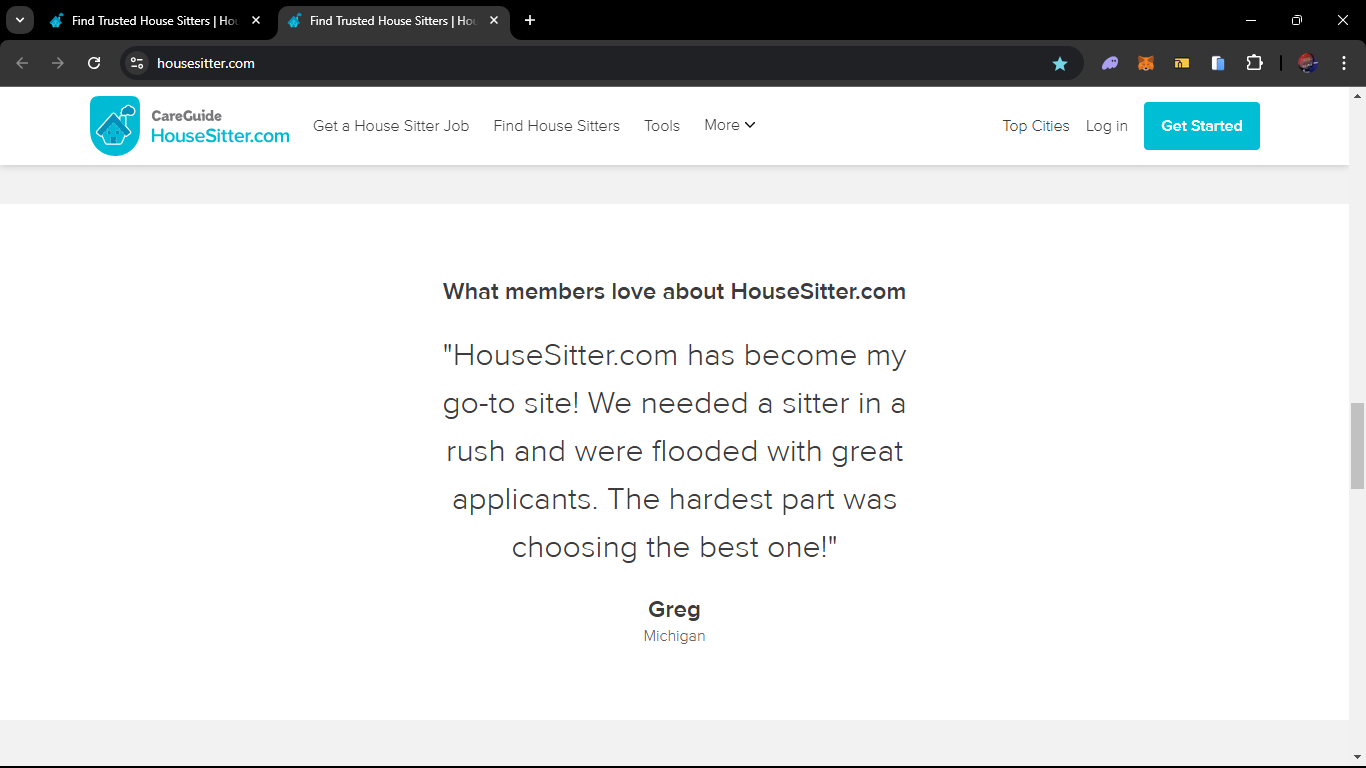 Find Trusted House Sitters | Hou
Find Trusted House Sitters | Hou
housesitter.com
CareGuide
HouseSitter.com
Get a House Sitter Job
Find House Sitters
Tools
More
Top Cities
Log in
Get Started
What members love about HouseSitter.com
"HouseSitter.com has become my
go-to site! We needed a sitter in a
rush and were flooded with great
applicants. The hardest part was
choosing the best one!"
Greg
Michigan